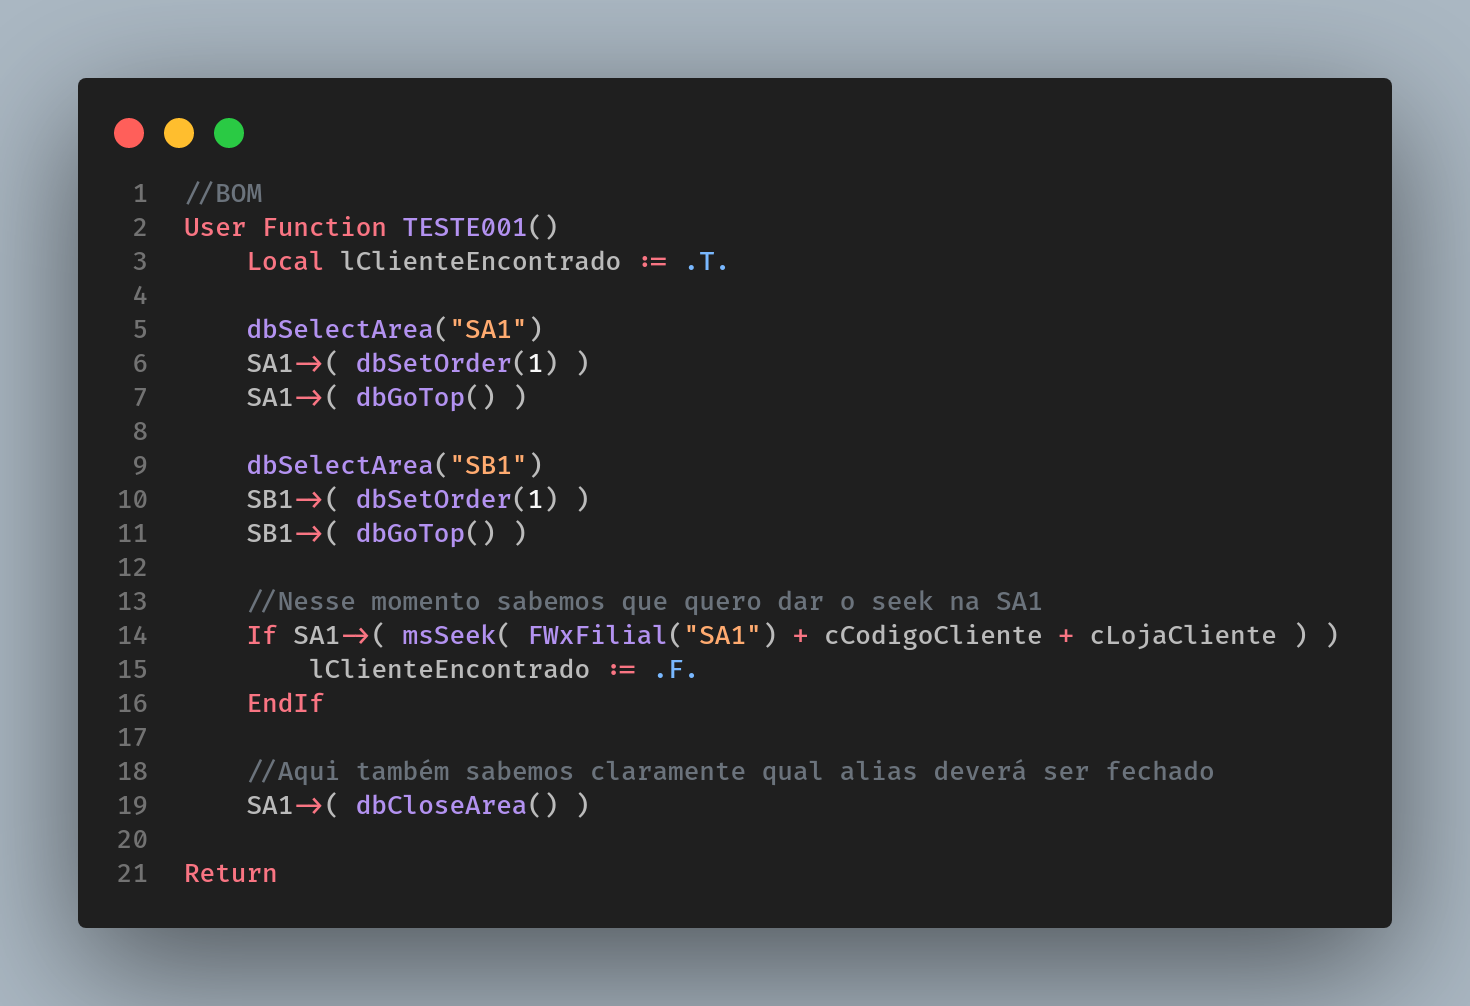 1 //BOM
2 User Function TESTE001()
3     Local lClienteEncontrado := .T.
4
5     dbSelectArea("SA1")
6     SA1->( dbSetOrder(1) )
7     SA1->( dbGoTop() )
8
9     dbSelectArea("SB1")
10     SB1->( dbSetOrder(1) )
11     SB1->( dbGoTop() )
12
13     //Nesse momento sabemos que quero dar o seek na SA1
14     If SA1->( msSeek( FWxFilial("SA1") + cCodigoCliente + cLojaCliente ) )
15         lClienteEncontrado := .F.
16     EndIf
17
18     //Aqui também sabemos claramente qual alias deverá ser fechado
19     SA1->( dbCloseArea() )
20
21 Return